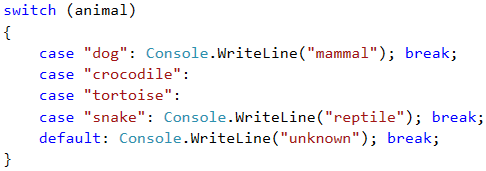 switch (animal)
{
    case "dog": Console.WriteLine("mammal"); break;
    case "crocodile":
    case "tortoise":
    case "snake": Console.WriteLine("reptile"); break;
    default: Console.WriteLine("unknown"); break;
}